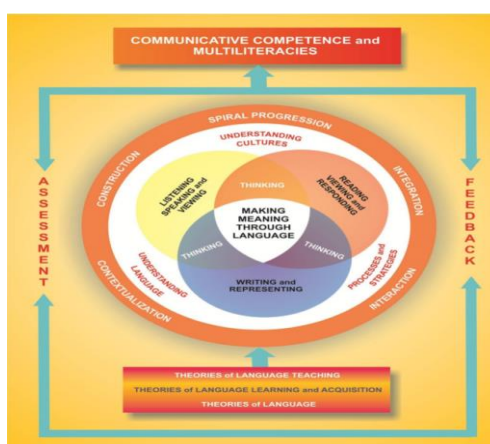 COMMUNICATIVE COMPETENCE and
MULTILITERACIES
SPIRAL PROGRESSION
UNDERSTANDING
CULTURES
CONSTRUCTION
INTEGRATION
LISTENING
SPEAKING and
VIEWING
THINKING
READING
VIEWING and
RESPONDING
ASSESSMENT
FEEDBACK
MAKING
MEANING
THROUGH
LANGUAGE
THINKING
THINKING
UNDERSTANDING
LANGUAGE
PROCESSES and
STRATEGIES
WRITING and
REPRESENTING
CONTEXTUALIZATION
INTERACTION
THEORIES of LANGUAGE TEACHING
THEORIES of LANGUAGE LEARNING and ACQUISITION
THEORIES of LANGUAGE